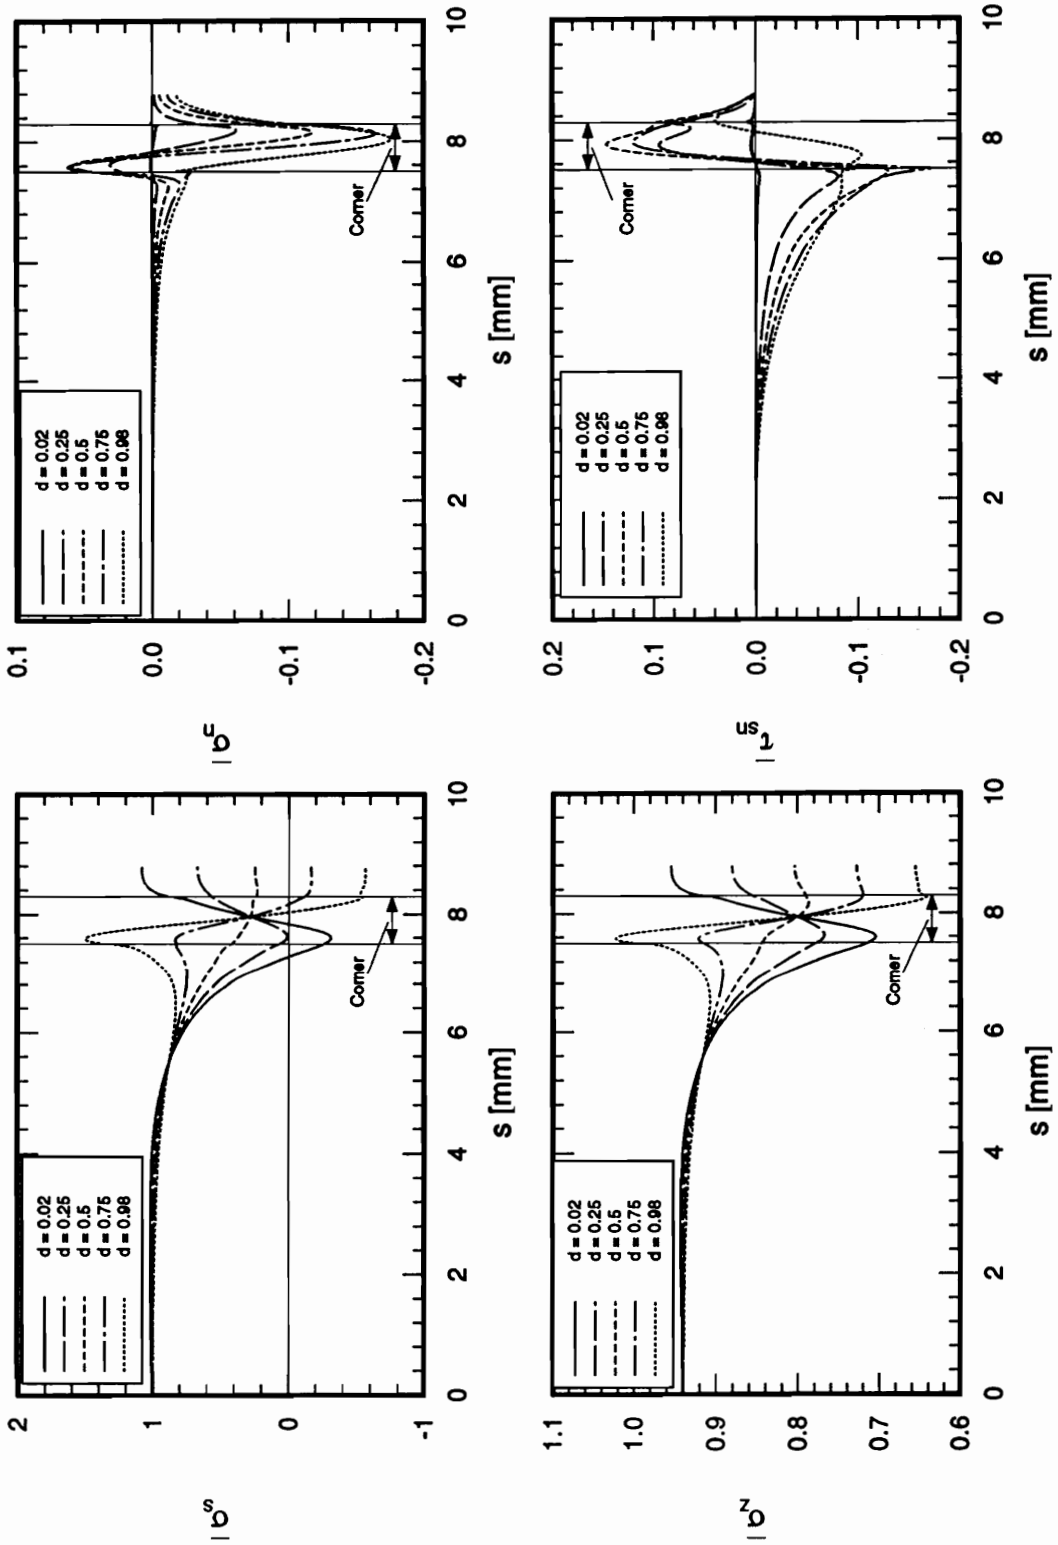 2
1
0
-1
σ̄s
d = 0.02
d = 0.25
d = 0.5
d = 0.75
d = 0.98
Corner
0
2
4
6
8
10
s [mm]
0.1
0.0
-0.1
-0.2
σ̄n
d = 0.02
d = 0.25
d = 0.5
d = 0.75
d = 0.98
Corner
0
2
4
6
8
10
s [mm]
1.1
1.0
0.9
0.8
0.7
0.6
σ̄z
d = 0.02
d = 0.25
d = 0.5
d = 0.75
d = 0.98
Corner
0
2
4
6
8
10
s [mm]
0.2
0.1
0.0
-0.1
-0.2
τ̄sn
d = 0.02
d = 0.25
d = 0.5
d = 0.75
d = 0.98
Corner
0
2
4
6
8
10
s [mm]